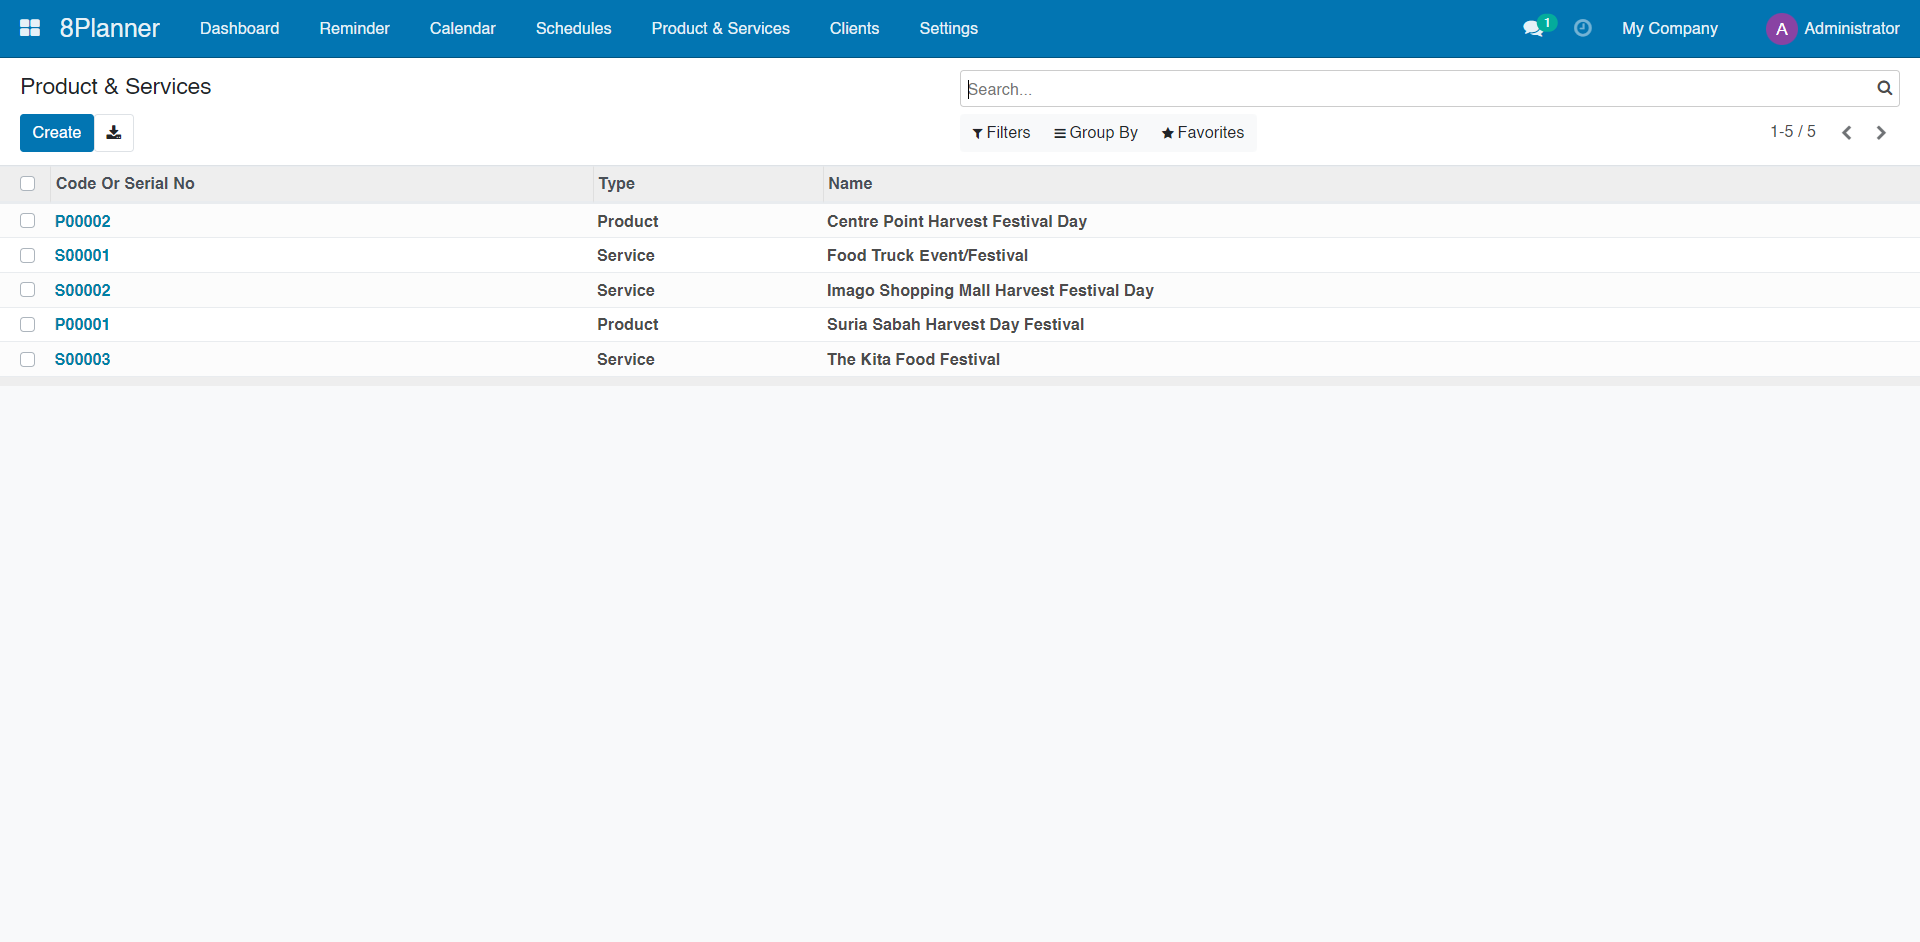 8Planner Dashboard Reminder Calendar Schedules Product & Services Clients Settings 1 My Company A Administrator
Product & Services Search...
Create Filters Group By Favorites 1-5 / 5
Code Or Serial No Type Name
P00002 Product Centre Point Harvest Festival Day
S00001 Service Food Truck Event/Festival
S00002 Service Imago Shopping Mall Harvest Festival Day
P00001 Product Suria Sabah Harvest Day Festival
S00003 Service The Kita Food Festival